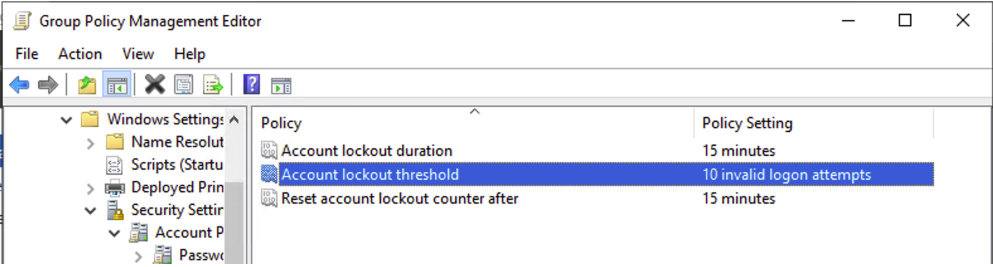 Group Policy Management Editor
File Action View Help
Policy Policy Setting
Windows Settings
Name Resolut
Scripts (Startu
Deployed Prin
Security Settin
Account P
Passwo
Account lockout duration 15 minutes
Account lockout threshold 10 invalid logon attempts
Reset account lockout counter after 15 minutes